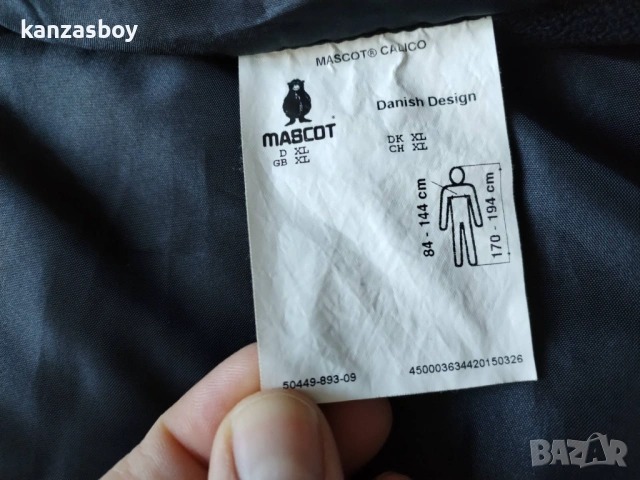 kanzasboy
MASCOT® CALICO
Danish Design
MASCOT
D XL
GB XL
DK XL
CH XL
84 - 144 cm
170 - 194 cm
50449-893-09
450003634420150326
BAZAR